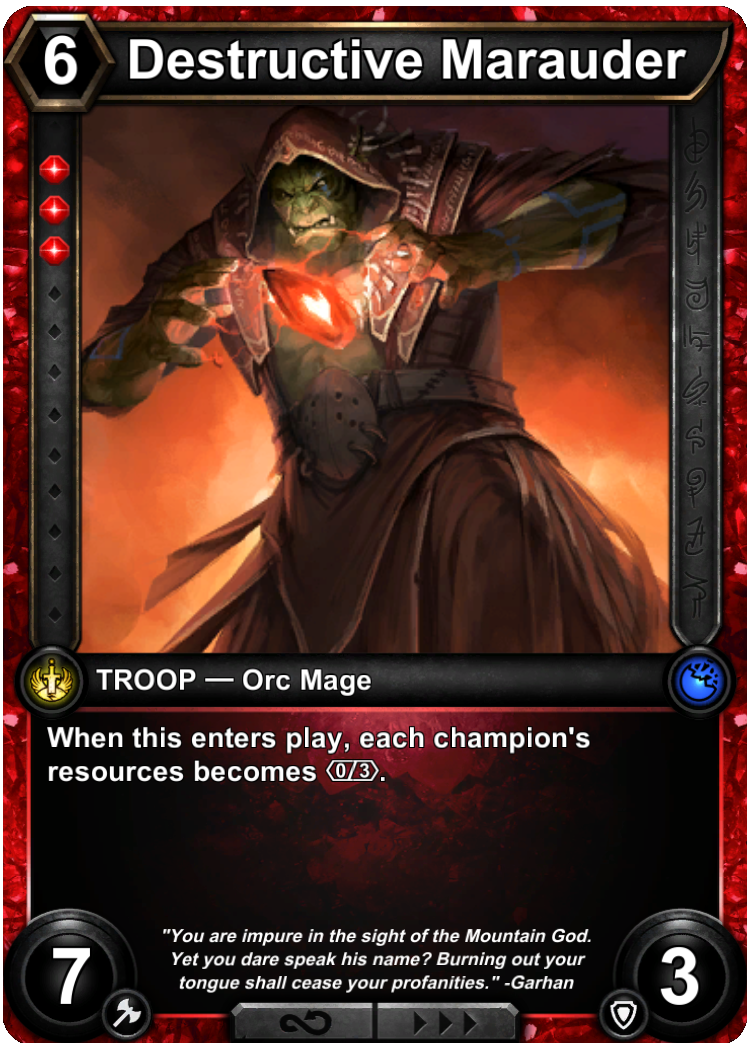 6 Destructive Marauder
TROOP — Orc Mage
When this enters play, each champion's
resources becomes 0/3.
"You are impure in the sight of the Mountain God.
Yet you dare speak his name? Burning out your
tongue shall cease your profanities." -Garhan
7
3